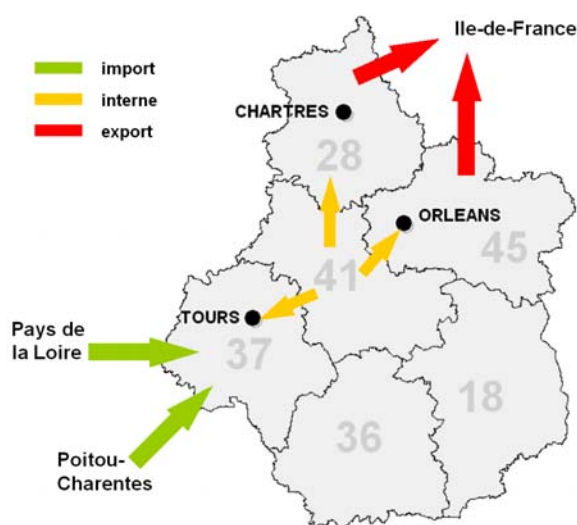 import
interne
export
Ile-de-France
CHARTRES
28
ORLEANS
45
41
TOURS
37
Pays de
la Loire
18
36
Poitou-
Charentes